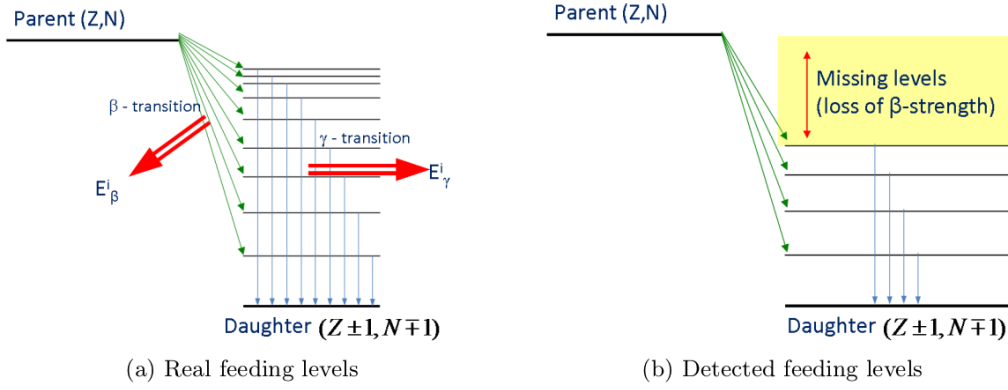 Parent (Z,N)
β - transition
γ - transition
E^i_β
E^i_γ
Daughter (Z±1, N∓1)
(a) Real feeding levels
Parent (Z,N)
Missing levels
(loss of β-strength)
Daughter (Z±1, N∓1)
(b) Detected feeding levels